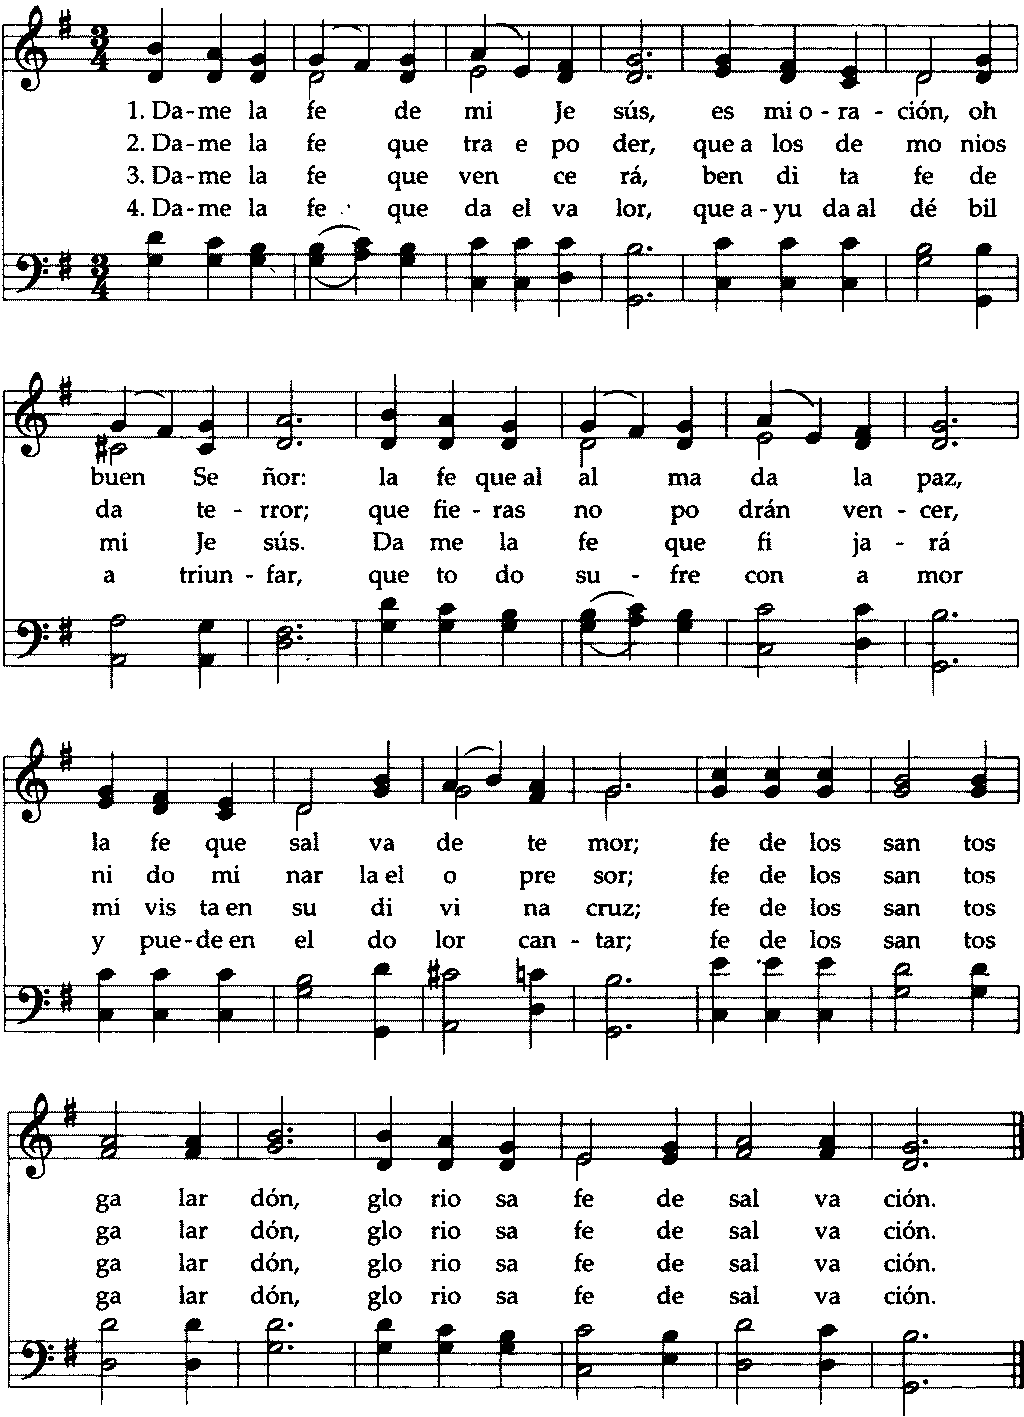 1. Da-me la fe de mi Je sús, es mi o-ra-ción, oh
2. Da-me la fe que tra e po der, que a los de mo nios
3. Da-me la fe que ven ce rá, ben di ta fe de
4. Da-me la fe que da el va lor, que a-yu da al dé bil
buen Se ñor: la fe que al al ma da la paz,
da te-rror; que fie-ras no po drán ven-cer,
mi Je sús. Da me la fe que fi ja-rá
a triun-far, que to do su-fre con a mor
la fe que sal va de te mor; fe de los san tos
ni do mi nar la el o pre sor; fe de los san tos
mi vis ta en su di vi na cruz; fe de los san tos
y pue-de en el do lor can-tar; fe de los san tos
ga lar dón, glo rio sa fe de sal va ción.
ga lar dón, glo rio sa fe de sal va ción.
ga lar dón, glo rio sa fe de sal va ción.
ga lar dón, glo rio sa fe de sal va ción.